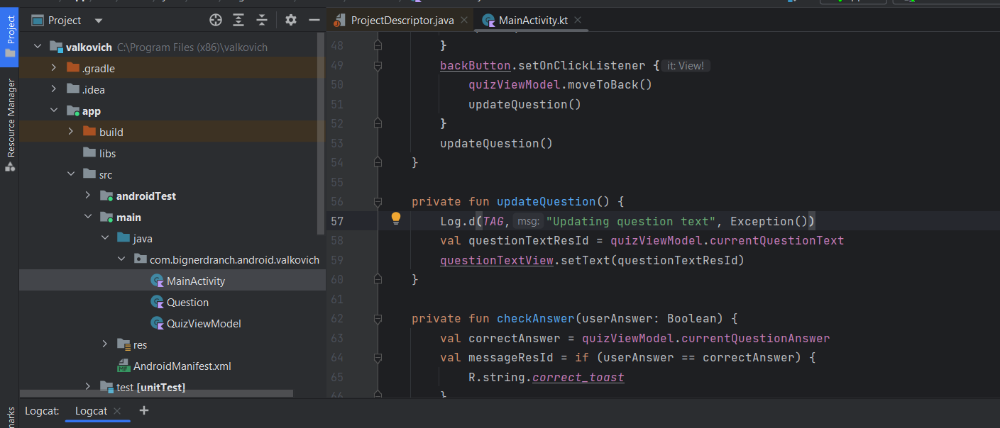 Project
ProjectDescriptor.java
MainActivity.kt
Project
Resource Manager
valkovich C:\Program Files (x86)\valkovich
.gradle
.idea
app
build
libs
src
androidTest
main
java
com.bignerdranch.android.valkovich
MainActivity
Question
QuizViewModel
res
MF
AndroidManifest.xml
test [unitTest]
48 }
49 backButton.setOnClickListener { it: View!
50 quizViewModel.moveToBack()
51 updateQuestion()
52 }
53 updateQuestion()
54 }
55
56 private fun updateQuestion() {
57 Log.d(TAG, msg: "Updating question text", Exception())
58 val questionTextResId = quizViewModel.currentQuestionText
59 questionTextView.setText(questionTextResId)
60 }
61
62 private fun checkAnswer(userAnswer: Boolean) {
63 val correctAnswer = quizViewModel.currentQuestionAnswer
64 val messageResId = if (userAnswer == correctAnswer) {
65 R.string.correct_toast
66 }
Logcat: Logcat